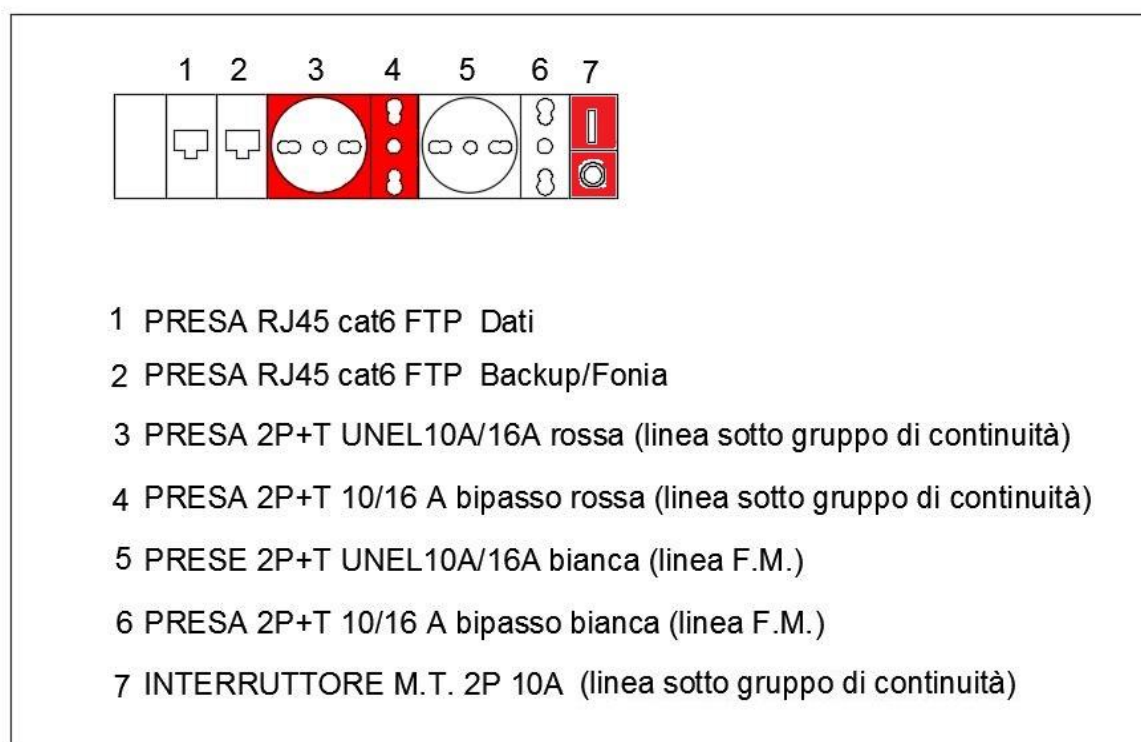 1 2 3 4 5 6 7
1 PRESA RJ45 cat6 FTP Dati
2 PRESA RJ45 cat6 FTP Backup/Fonia
3 PRESA 2P+T UNEL10A/16A rossa (linea sotto gruppo di continuità)
4 PRESA 2P+T 10/16 A bipasso rossa (linea sotto gruppo di continuità)
5 PRESE 2P+T UNEL10A/16A bianca (linea F.M.)
6 PRESA 2P+T 10/16 A bipasso bianca (linea F.M.)
7 INTERRUTTORE M.T. 2P 10A (linea sotto gruppo di continuità)